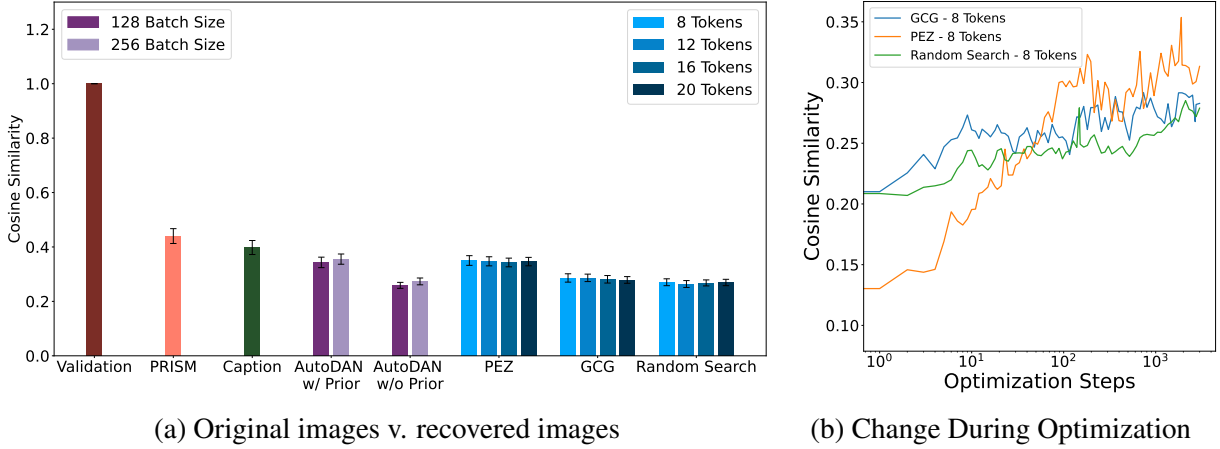 128 Batch Size
256 Batch Size
8 Tokens
12 Tokens
16 Tokens
20 Tokens
Cosine Similarity
1.2
1.0
0.8
0.6
0.4
0.2
0.0
Validation
PRISM
Caption
AutoDAN
w/ Prior
AutoDAN
w/o Prior
PEZ
GCG
Random Search
(a) Original images v. recovered images
GCG - 8 Tokens
PEZ - 8 Tokens
Random Search - 8 Tokens
Cosine Similarity
0.35
0.30
0.25
0.20
0.15
0.10
10⁰ 10¹ 10² 10³
Optimization Steps
(b) Change During Optimization